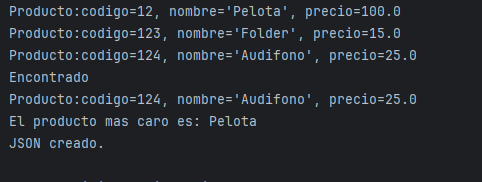 Producto:codigo=12, nombre='Pelota', precio=100.0
Producto:codigo=123, nombre='Folder', precio=15.0
Producto:codigo=124, nombre='Audifono', precio=25.0
Encontrado
Producto:codigo=124, nombre='Audifono', precio=25.0
El producto mas caro es: Pelota
JSON creado.